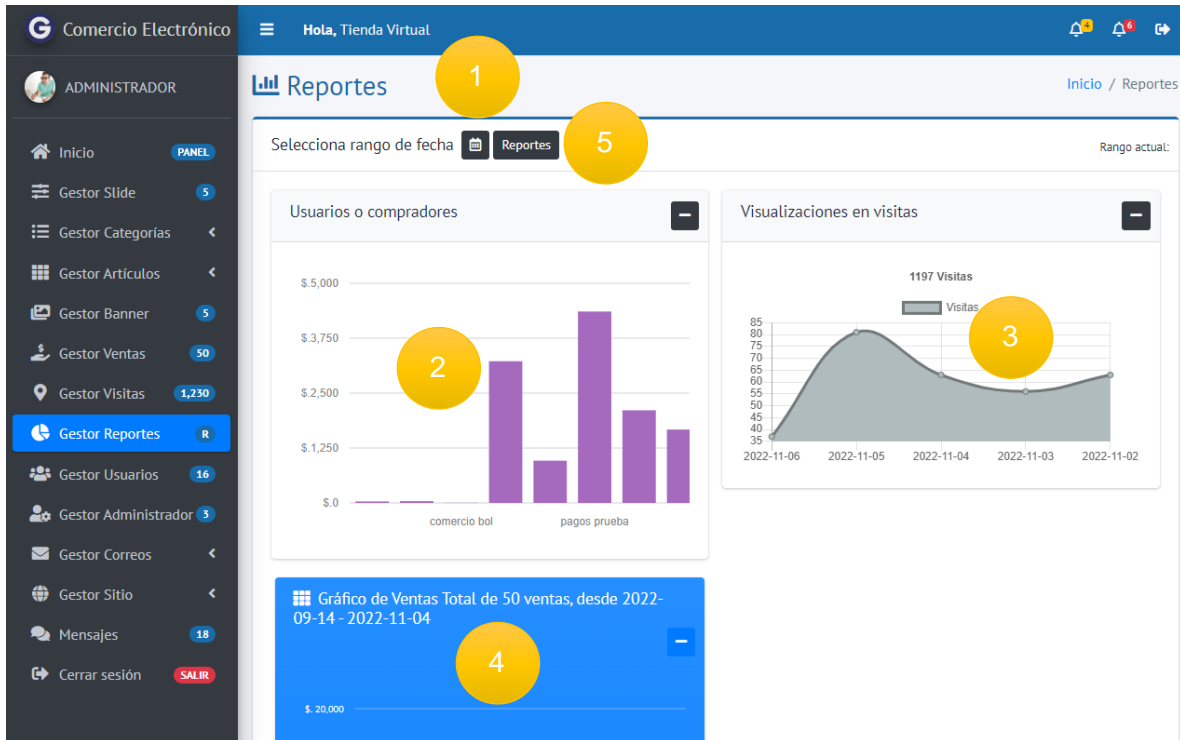 G Comercio Electrónico
Hola, Tienda Virtual
4
6
ADMINISTRADOR
Reportes
1
Inicio / Reportes
Inicio PANEL
Gestor Slide 5
Gestor Categorías
Gestor Artículos
Gestor Banner 5
Gestor Ventas 50
Gestor Visitas 1,230
Gestor Reportes R
Gestor Usuarios 16
Gestor Administrador 3
Gestor Correos
Gestor Sitio
Mensajes 18
Cerrar sesión SALIR
Selecciona rango de fecha Reportes
5
Rango actual:
Usuarios o compradores
$.5,000
$.3,750
$.2,500
$.1,250
$.0
2
comercio bol pagos prueba
Visualizaciones en visitas
1197 Visitas
Visitas
3
85
80
75
70
65
60
55
50
45
40
35
2022-11-06 2022-11-05 2022-11-04 2022-11-03 2022-11-02
Gráfico de Ventas Total de 50 ventas, desde 2022-
09-14 - 2022-11-04
4
$. 20,000